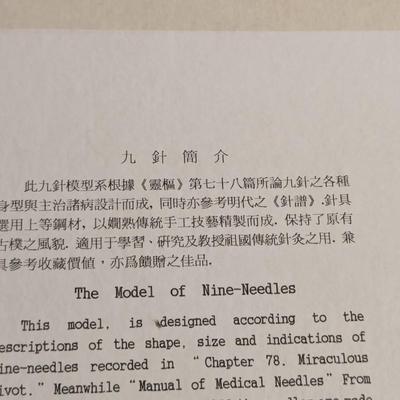 九 針 簡 介
此九針模型系根據《靈樞》第七十八篇所論九針之各種
身型與主治諸病設計而成, 同時亦參考明代之《針譜》.針具
選用上等鋼材, 以嫻熟傳統手工技藝精製而成. 保持了原有
古樸之風貌. 適用于學習、研究及教授祖國傳統針灸之用. 兼
具參考收藏價值, 亦爲饋贈之佳品.
The Model of Nine-Needles
This model, is designed according to the
escriptions of the shape, size and indications of
ine-needles recorded in “Chapter 78. Miraculous
ivot.” Meanwhile “Manual of Medical Needles” From